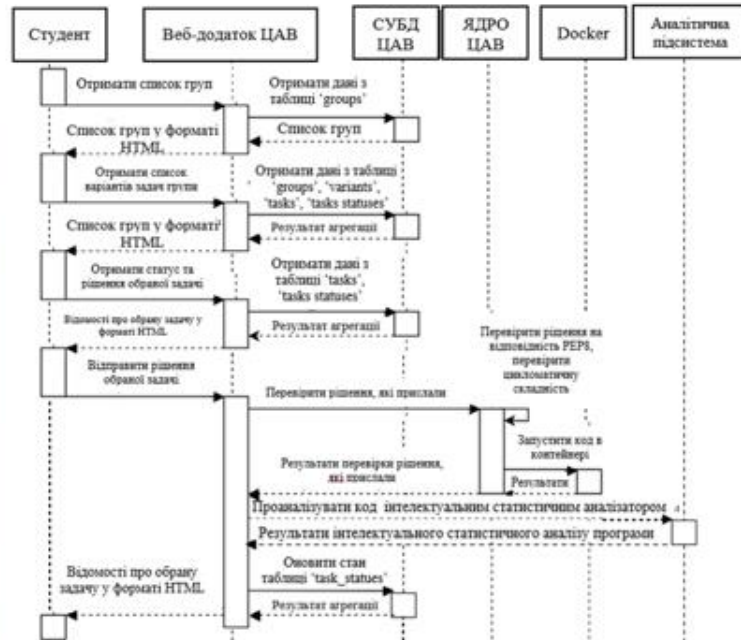 Студент
Веб-додаток ЦАВ
СУБД
ЦАВ
ЯДРО
ЦАВ
Docker
Аналітична
підсистема
Отримати список груп
Отримати дані з
таблиці 'groups'
Список груп
Список груп у форматі
HTML
Отримати список
варіантів задач групи
Отримати дані з таблиці
'groups', 'variants',
'tasks', 'tasks statuses'
Результат агрегації
Список груп у форматі
HTML
Отримати статус та
рішення обраної задачі
Отримати дані з
таблиці 'tasks',
'tasks statuses'
Результат агрегації
Відомості про обрану задачу у
форматі HTML
Відправити рішення
обраної задачі
Перевірити рішення на
відповідність PEP8,
перевірити
цикломатичну
складність
Перевірити рішення, які прислали
Запустити код в
контейнері
Результати
Результати перевірки рішення,
які прислали
Проаналізувати код інтелектуальним статистичним аналізатором
Результати інтелектуального статистичного аналізу програми
Оновити стан
таблиці 'task_statues'
Результат агрегації
Відомості про обрану
задачу у форматі HTML